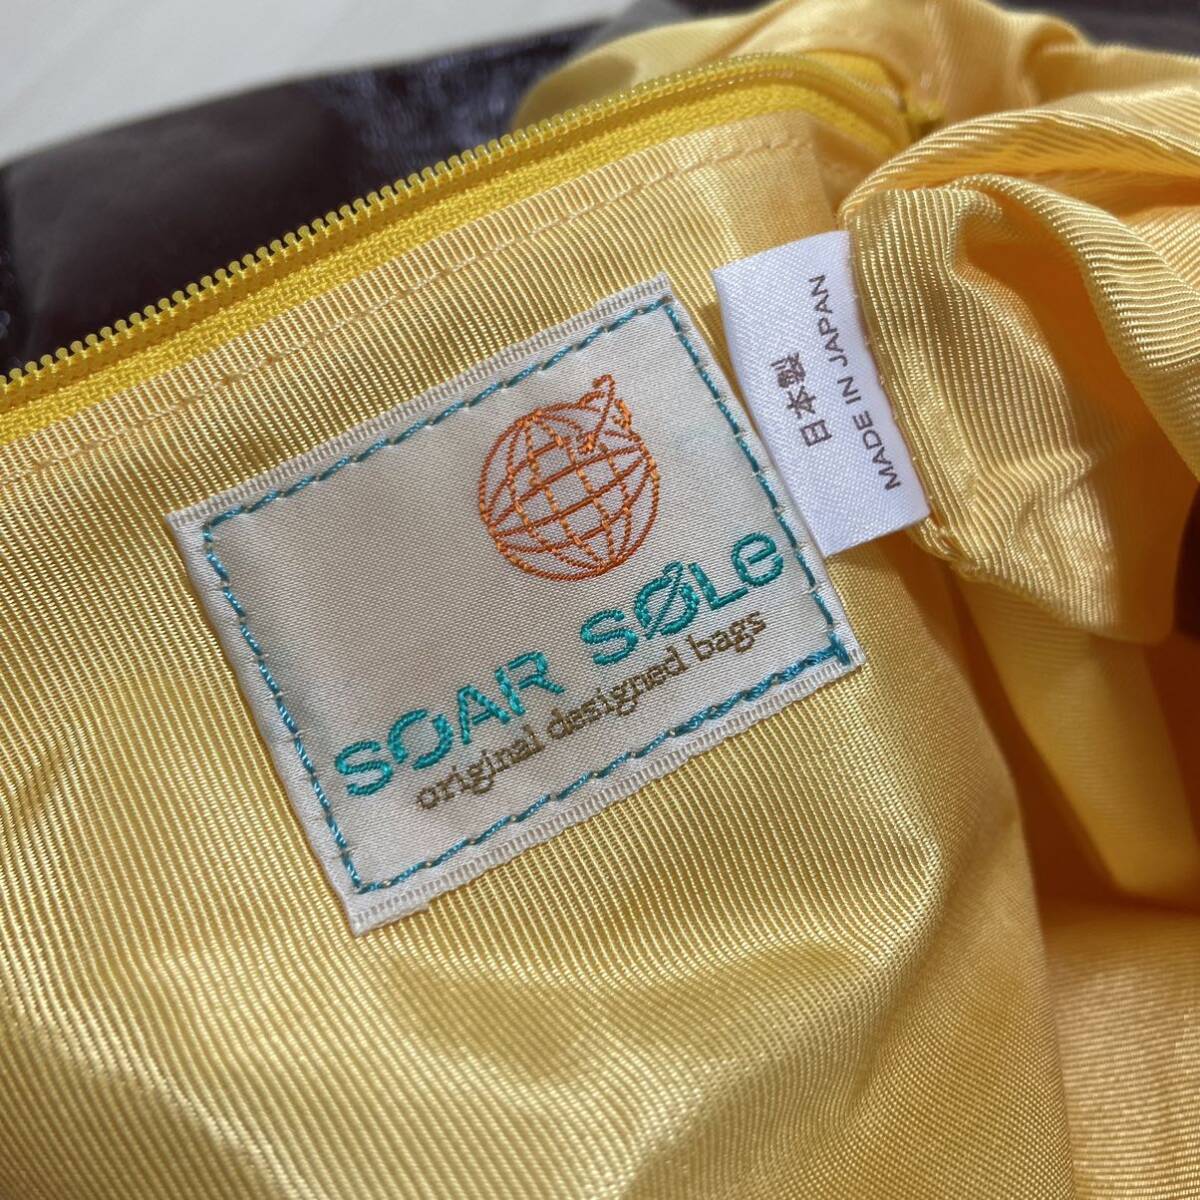 SOAR SØLe
original designed bags
日本製
MADE IN JAPAN